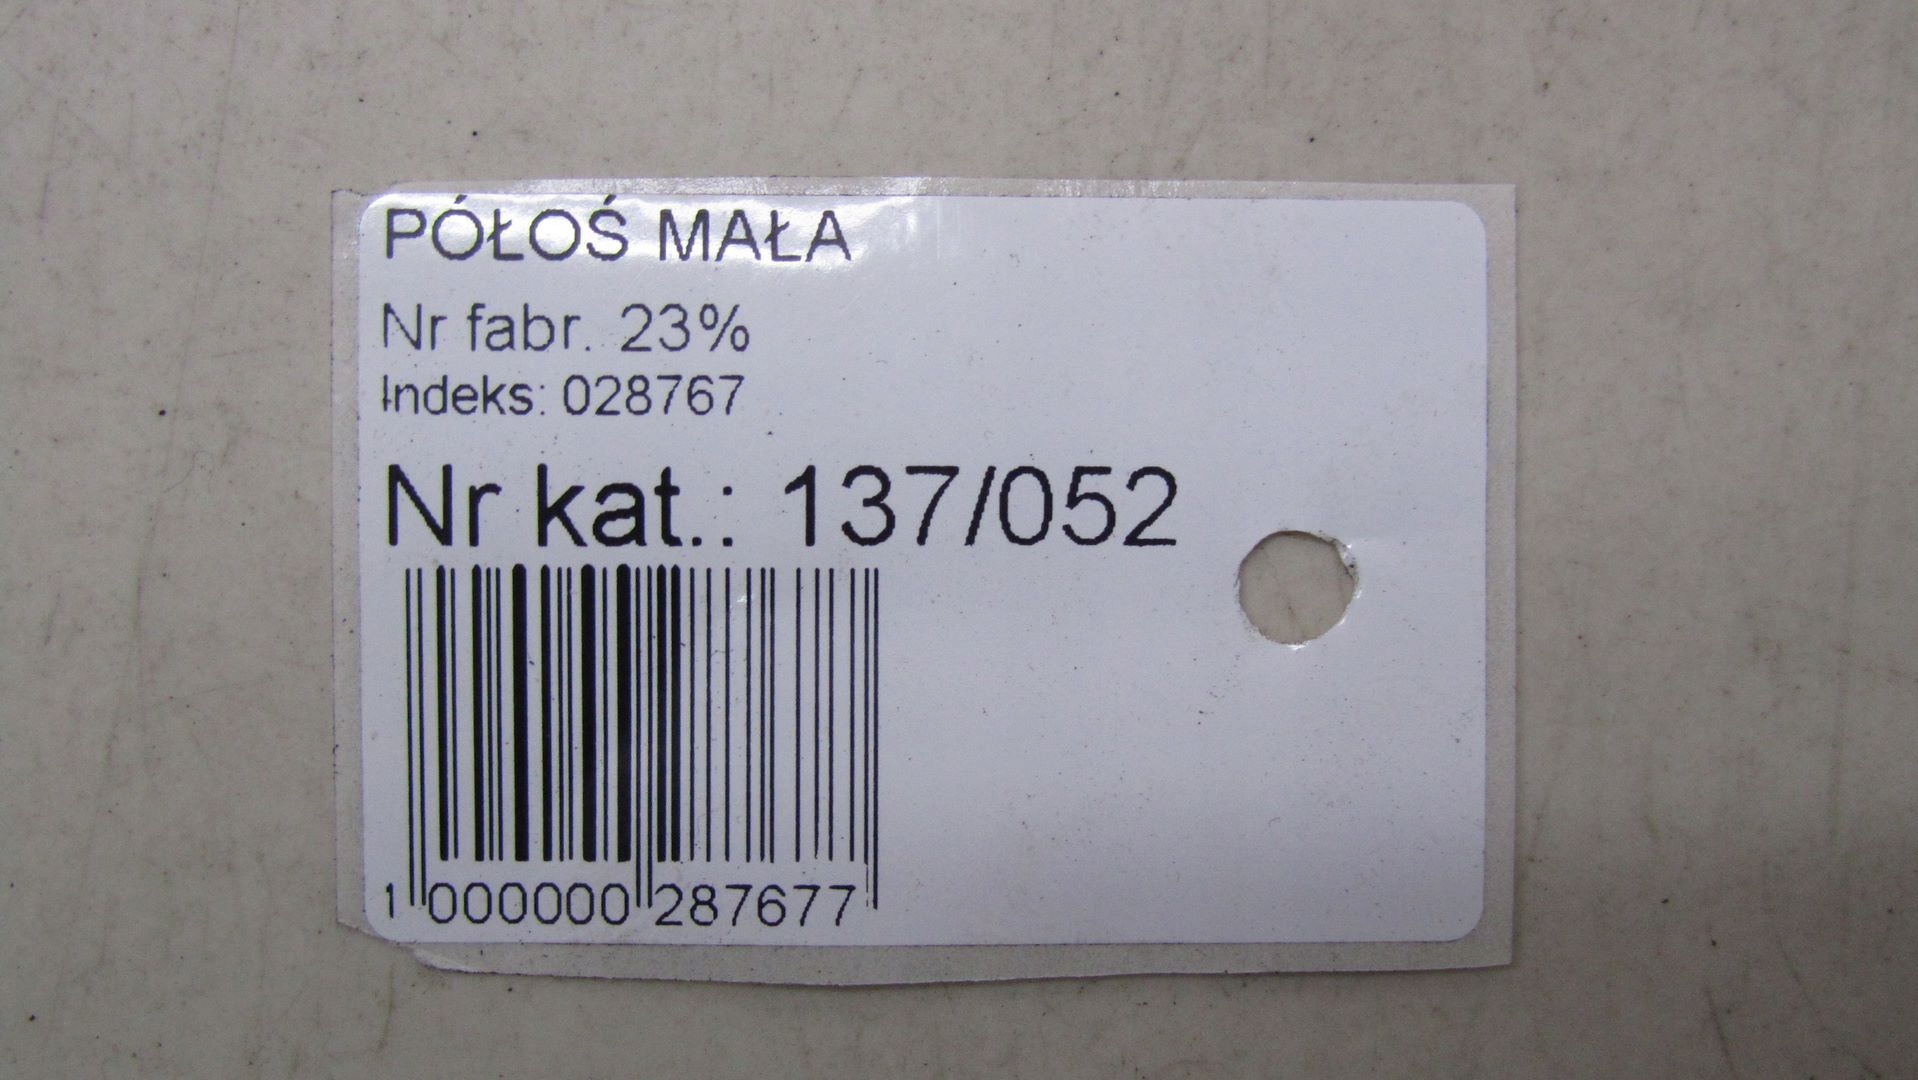 PÓŁOŚ MAŁA
Nr fabr. 23%
Indeks: 028767
Nr kat.: 137/052
1 000000 287677